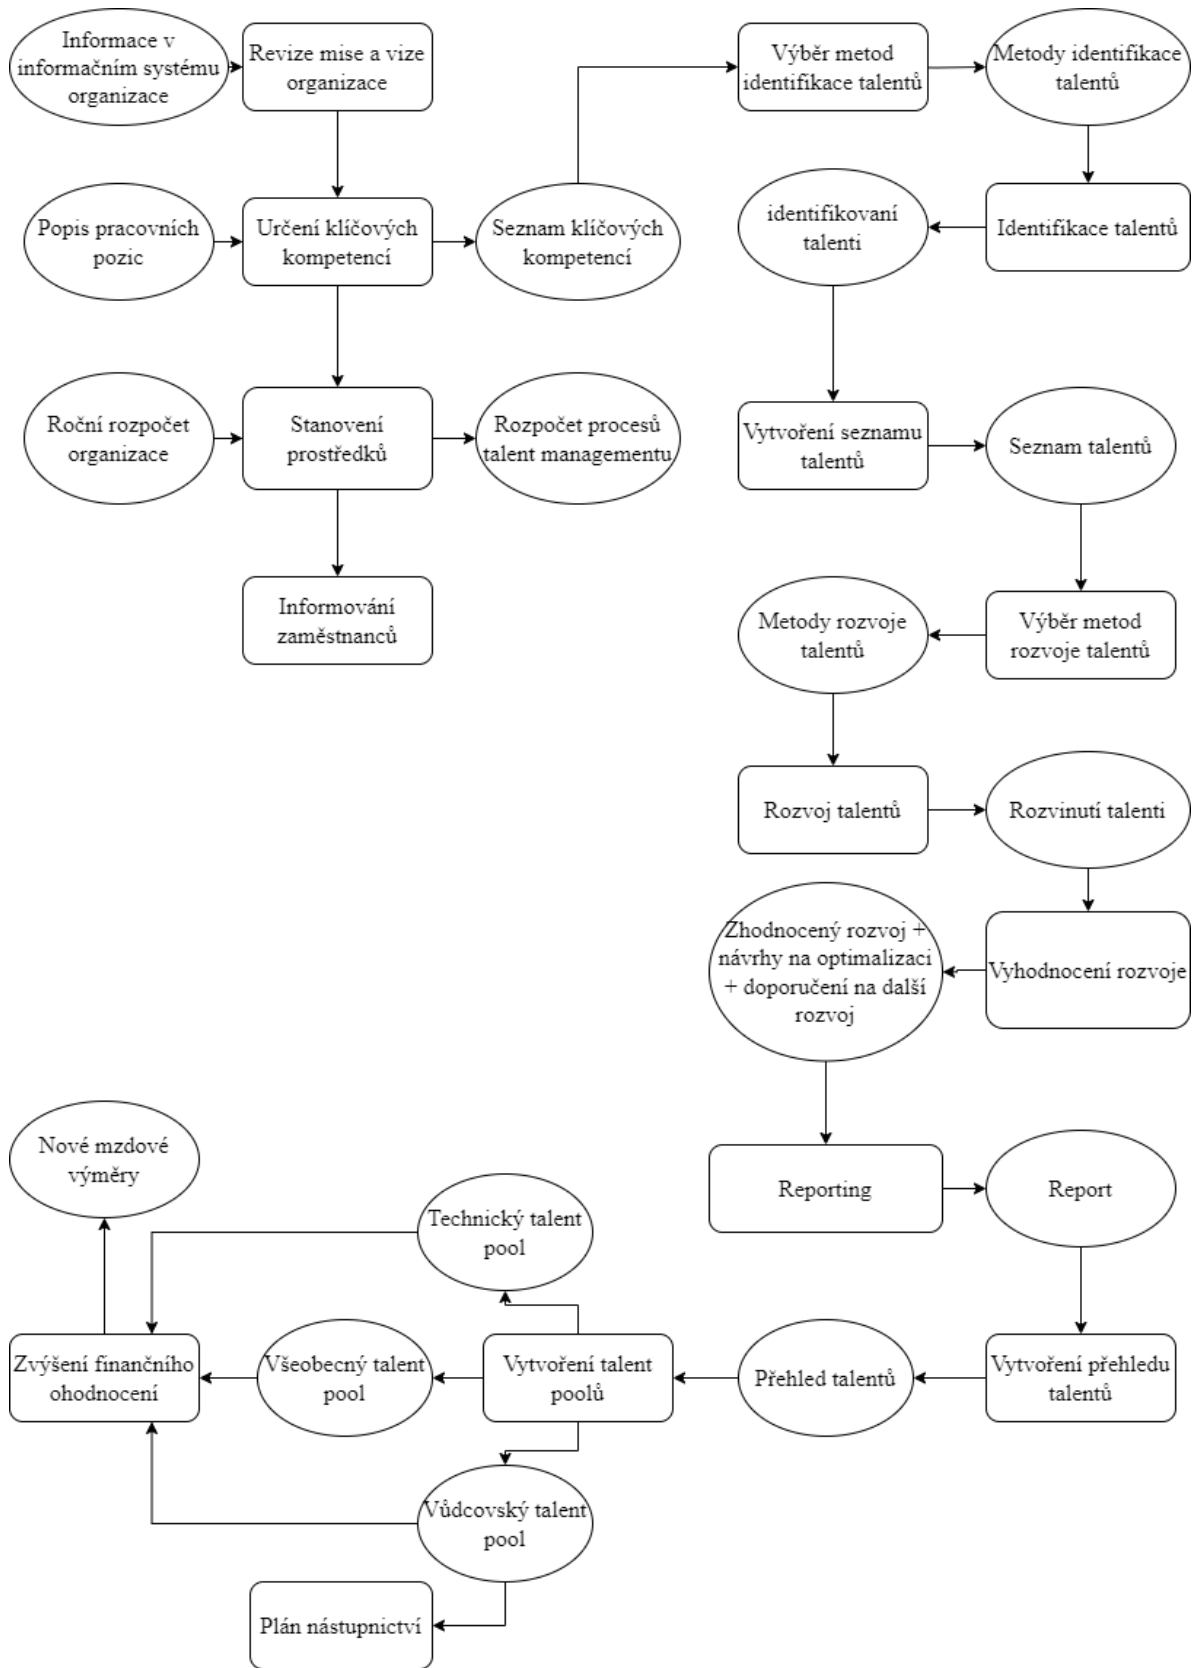 Informace v
informačním systému
organizace
Revize mise a vize
organizace
Výběr metod
identifikace talentů
Metody identifikace
talentů
Popis pracovních
pozic
Určení klíčových
kompetencí
Seznam klíčových
kompetencí
identifikovaní
talenti
Identifikace talentů
Roční rozpočet
organizace
Stanovení
prostředků
Rozpočet procesů
talent managementu
Vytvoření seznamu
talentů
Seznam talentů
Informování
zaměstnanců
Metody rozvoje
talentů
Výběr metod
rozvoje talentů
Rozvoj talentů
Rozvinutí talenti
Zhodnocený rozvoj +
návrhy na optimalizaci
+ doporučení na další
rozvoj
Vyhodnocení rozvoje
Nové mzdové
výměry
Technický talent
pool
Reporting
Report
Zvýšení finančního
ohodnocení
Všeobecný talent
pool
Vytvoření talent
poolů
Přehled talentů
Vytvoření přehledu
talentů
Vůdcovský talent
pool
Plán nástupnictví